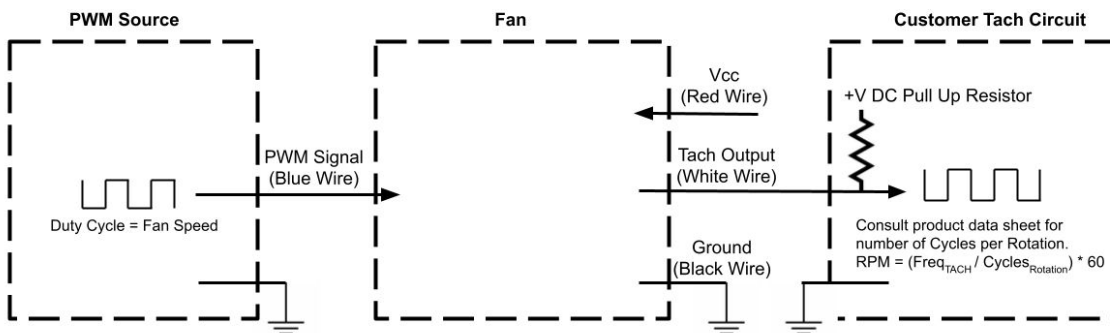 PWM Source
Fan
Customer Tach Circuit
Vcc
(Red Wire)
+V DC Pull Up Resistor
PWM Signal
(Blue Wire)
Tach Output
(White Wire)
Duty Cycle = Fan Speed
Consult product data sheet for
number of Cycles per Rotation.
RPM = (Freq_TACH / Cycles_Rotation) * 60
Ground
(Black Wire)